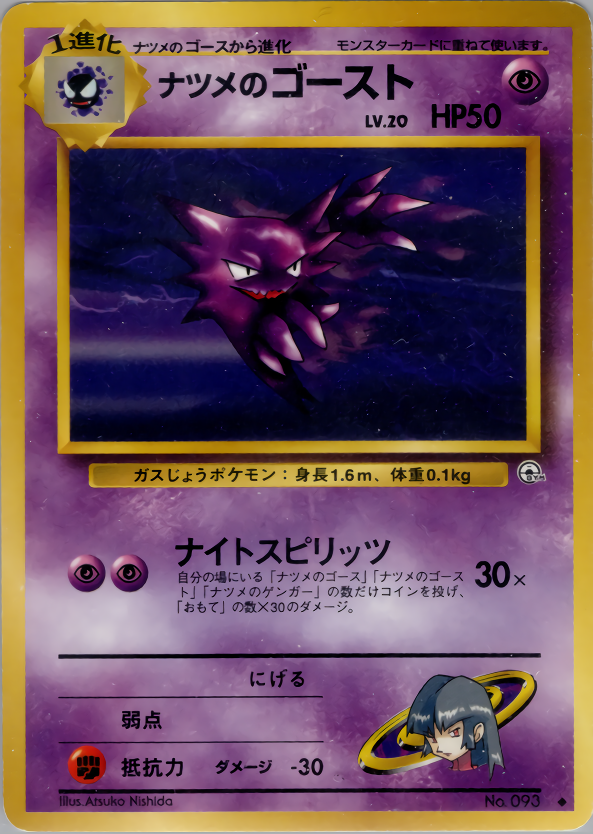 1進化
ナツメのゴースから進化
モンスターカードに重ねて使います。
ナツメのゴースト
LV.20 HP50
ガスじょうポケモン：身長1.6m、体重0.1kg
GYM
ナイトスピリッツ
自分の場にいる「ナツメのゴース」「ナツメのゴース
ト」「ナツメのゲンガー」の数だけコインを投げ、
「おもて」の数×30のダメージ。
30×
にげる
弱点
抵抗力 ダメージ -30
Illus. Atsuko Nishida
No. 093 ◆